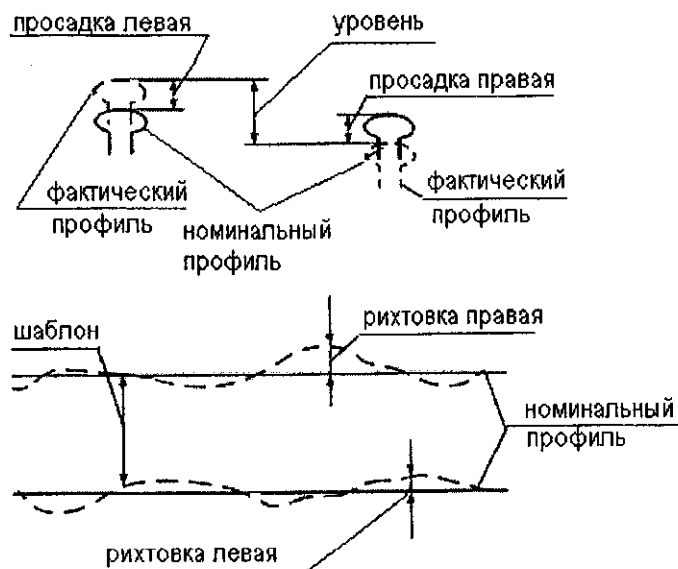 просадка левая
уровень
просадка правая
фактический
профиль
номинальный
профиль
фактический
профиль
шаблон
рихтовка правая
номинальный
профиль
рихтовка левая